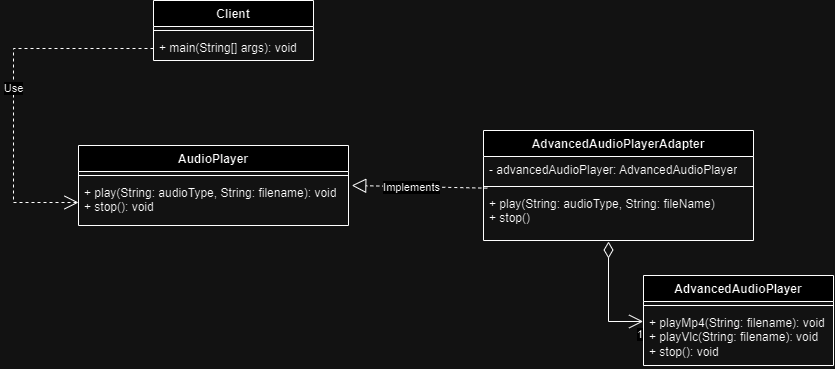 Client
+ main(String[] args): void
Use
AudioPlayer
+ play(String: audioType, String: filename): void
+ stop(): void
Implements
AdvancedAudioPlayerAdapter
- advancedAudioPlayer: AdvancedAudioPlayer
+ play(String: audioType, String: fileName)
+ stop()
AdvancedAudioPlayer
+ playMp4(String: filename): void
+ playVlc(String: filename): void
1
+ stop(): void